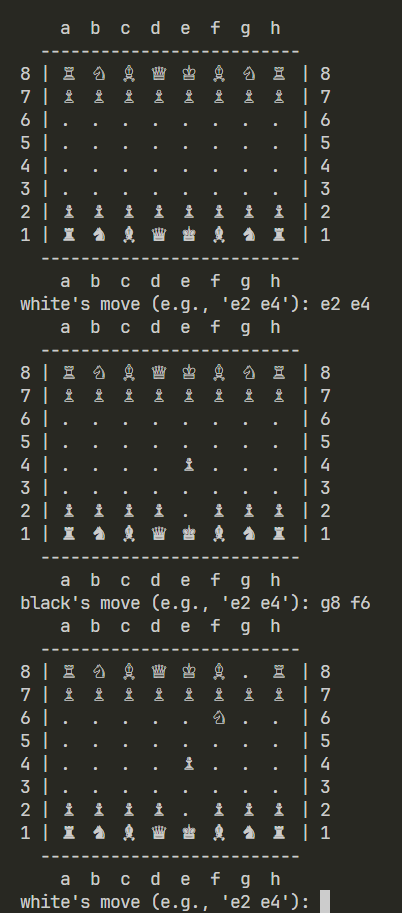 a  b  c  d  e  f  g  h
  --------------------------
8 | ♖  ♘  ♗  ♕  ♔  ♗  ♘  ♖ | 8
7 | ♙  ♙  ♙  ♙  ♙  ♙  ♙  ♙ | 7
6 | .  .  .  .  .  .  .  . | 6
5 | .  .  .  .  .  .  .  . | 5
4 | .  .  .  .  .  .  .  . | 4
3 | .  .  .  .  .  .  .  . | 3
2 | ♟  ♟  ♟  ♟  ♟  ♟  ♟  ♟ | 2
1 | ♜  ♞  ♝  ♛  ♚  ♝  ♞  ♜ | 1
  --------------------------
    a  b  c  d  e  f  g  h
white's move (e.g., 'e2 e4'): e2 e4
    a  b  c  d  e  f  g  h
  --------------------------
8 | ♖  ♘  ♗  ♕  ♔  ♗  ♘  ♖ | 8
7 | ♙  ♙  ♙  ♙  ♙  ♙  ♙  ♙ | 7
6 | .  .  .  .  .  .  .  . | 6
5 | .  .  .  .  .  .  .  . | 5
4 | .  .  .  .  ♟  .  .  . | 4
3 | .  .  .  .  .  .  .  . | 3
2 | ♟  ♟  ♟  ♟  .  ♟  ♟  ♟ | 2
1 | ♜  ♞  ♝  ♛  ♚  ♝  ♞  ♜ | 1
  --------------------------
    a  b  c  d  e  f  g  h
black's move (e.g., 'e2 e4'): g8 f6
    a  b  c  d  e  f  g  h
  --------------------------
8 | ♖  ♘  ♗  ♕  ♔  ♗  .  ♖ | 8
7 | ♙  ♙  ♙  ♙  ♙  ♙  ♙  ♙ | 7
6 | .  .  .  .  .  ♘  .  . | 6
5 | .  .  .  .  .  .  .  . | 5
4 | .  .  .  .  ♟  .  .  . | 4
3 | .  .  .  .  .  .  .  . | 3
2 | ♟  ♟  ♟  ♟  .  ♟  ♟  ♟ | 2
1 | ♜  ♞  ♝  ♛  ♚  ♝  ♞  ♜ | 1
  --------------------------
    a  b  c  d  e  f  g  h
white's move (e.g., 'e2 e4'):